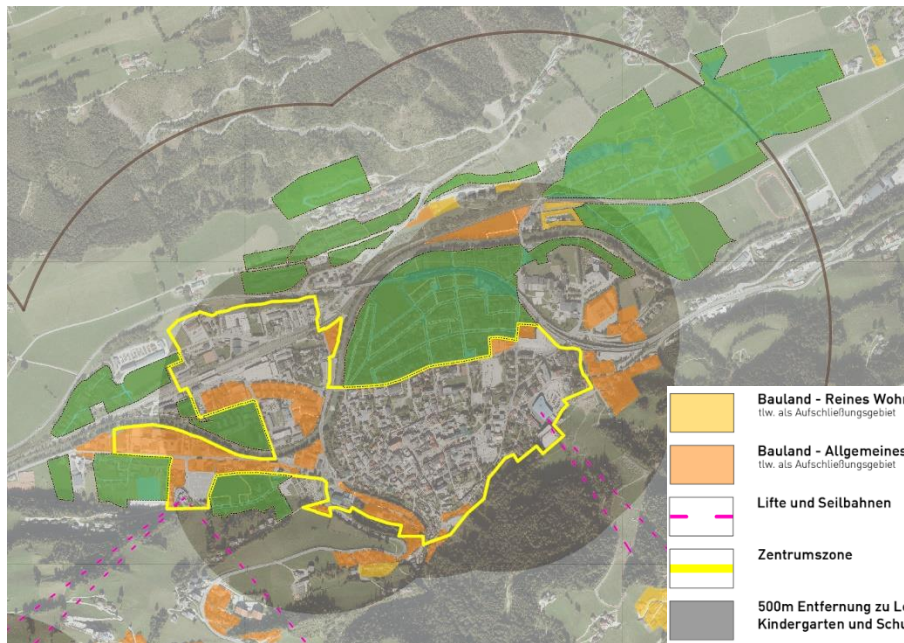 Bauland - Reines Wohn
tlw. als Aufschließungsgebiet
Bauland - Allgemeines
tlw. als Aufschließungsgebiet
Lifte und Seilbahnen
Zentrumszone
500m Entfernung zu Le
Kindergarten und Schu